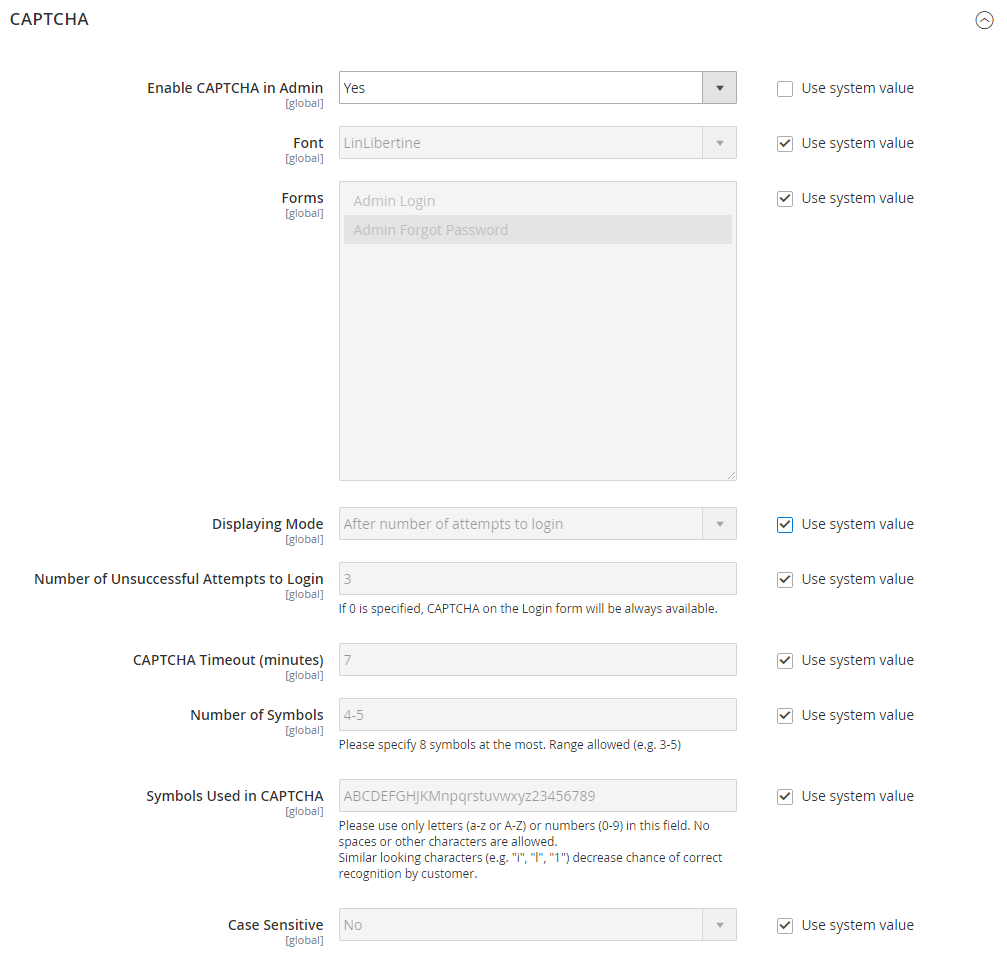 CAPTCHA
Enable CAPTCHA in Admin Yes Use system value
[global]
Font LinLibertine Use system value
[global]
Forms Admin Login Use system value
[global]
Admin Forgot Password
Displaying Mode After number of attempts to login Use system value
[global]
Number of Unsuccessful Attempts to Login 3 Use system value
[global]
If 0 is specified, CAPTCHA on the Login form will be always available.
CAPTCHA Timeout (minutes) 7 Use system value
[global]
Number of Symbols 4-5 Use system value
[global]
Please specify 8 symbols at the most. Range allowed (e.g. 3-5)
Symbols Used in CAPTCHA ABCDEFGHJKMnpqrstuvwxyz23456789 Use system value
[global]
Please use only letters (a-z or A-Z) or numbers (0-9) in this field. No
spaces or other characters are allowed.
Similar looking characters (e.g. "i", "l", "1") decrease chance of correct
recognition by customer.
Case Sensitive No Use system value
[global]